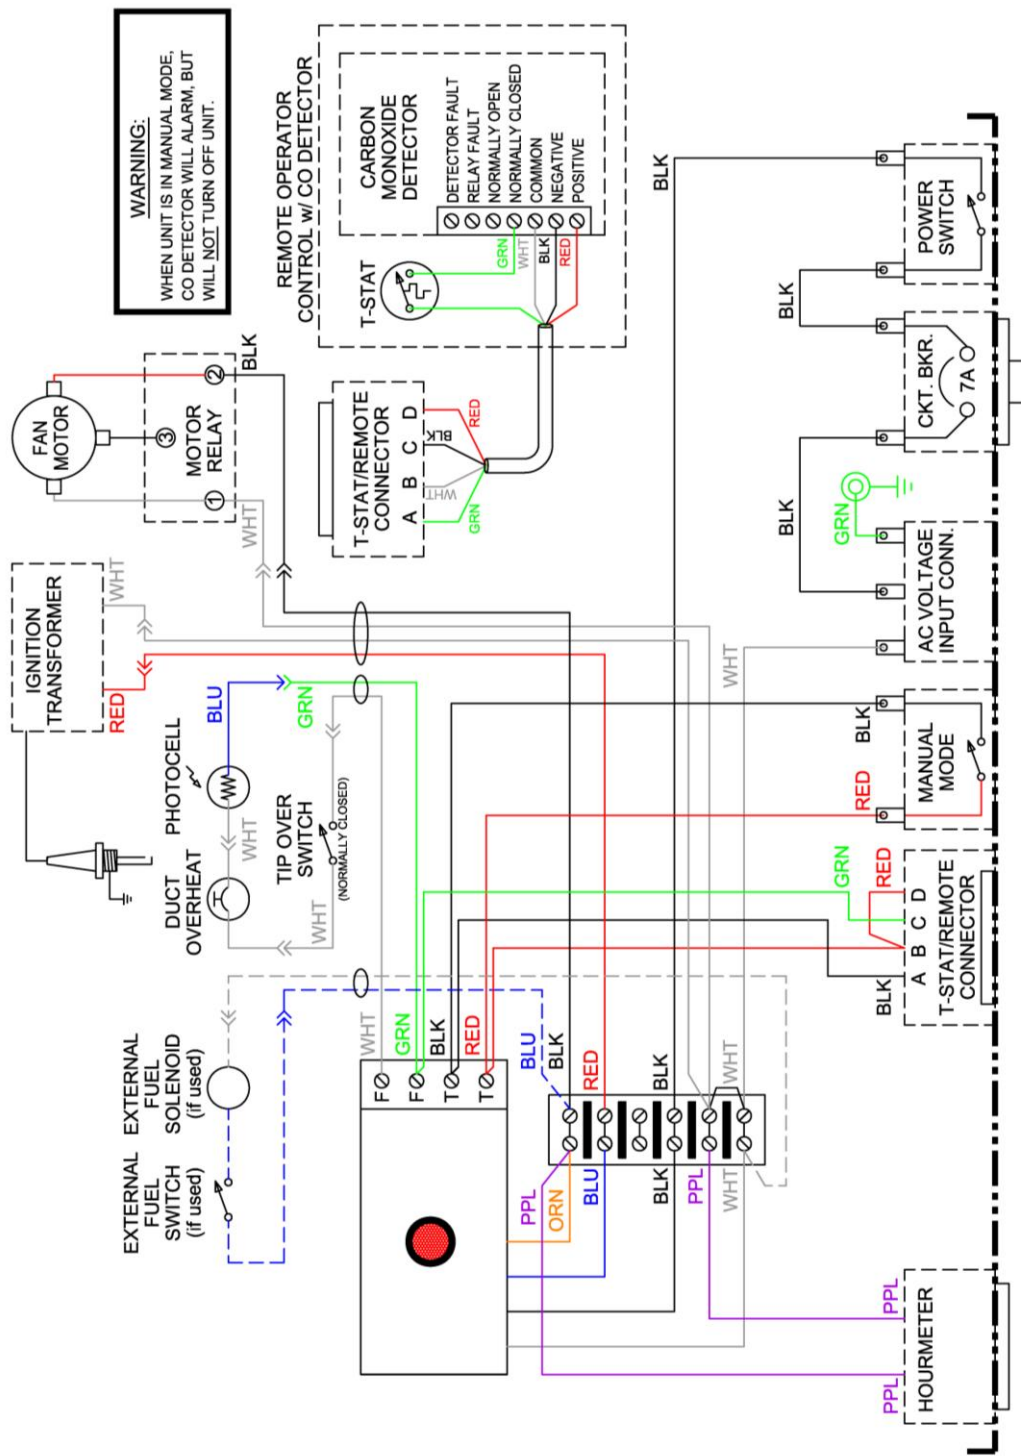 WARNING:
WHEN UNIT IS IN MANUAL MODE,
CO DETECTOR WILL ALARM, BUT
WILL NOT TURN OFF UNIT.
FAN
MOTOR
3
MOTOR
RELAY
1
2
WHT
BLK
IGNITION
TRANSFORMER
RED
WHT
PHOTOCELL
BLU
GRN
WHT
DUCT
OVERHEAT
TIP OVER
SWITCH
(NORMALLY CLOSED)
WHT
EXTERNAL
FUEL
SOLENOID
(if used)
EXTERNAL
FUEL
SWITCH
(if used)
REMOTE OPERATOR
CONTROL w/ CO DETECTOR
T-STAT
CARBON
MONOXIDE
DETECTOR
DETECTOR FAULT
RELAY FAULT
NORMALLY OPEN
NORMALLY CLOSED
COMMON
NEGATIVE
POSITIVE
GRN
WHT
BLK
RED
T-STAT/REMOTE
CONNECTOR
A B C D
GRN
WHT
BLK
RED
F
F
T
T
WHT
GRN
BLK
RED
PPL
ORN
BLU
BLK
PPL
WHT
BLU
BLK
RED
BLK
WHT
PPL
PPL
HOURMETER
BLK
GRN
RED
A B C D
T-STAT/REMOTE
CONNECTOR
RED
BLK
MANUAL
MODE
WHT
AC VOLTAGE
INPUT CONN.
GRN
BLK
CKT. BKR.
7A
BLK
POWER
SWITCH
BLK